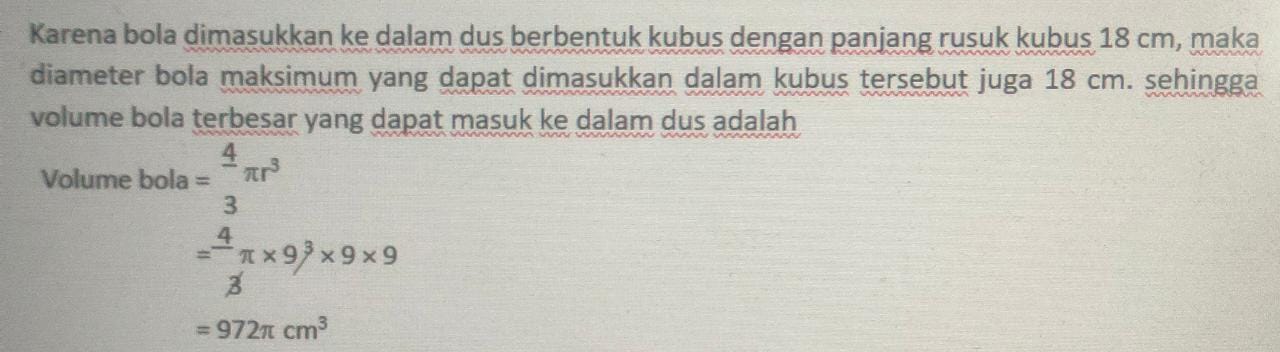 Karena bola dimasukkan ke dalam dus berbentuk kubus dengan panjang rusuk kubus 18 cm, maka
diameter bola maksimum yang dapat dimasukkan dalam kubus tersebut juga 18 cm. sehingga
volume bola terbesar yang dapat masuk ke dalam dus adalah
Volume bola = 4/3 πr³
= 4/3 π × 9³ × 9 × 9
= 972π cm³